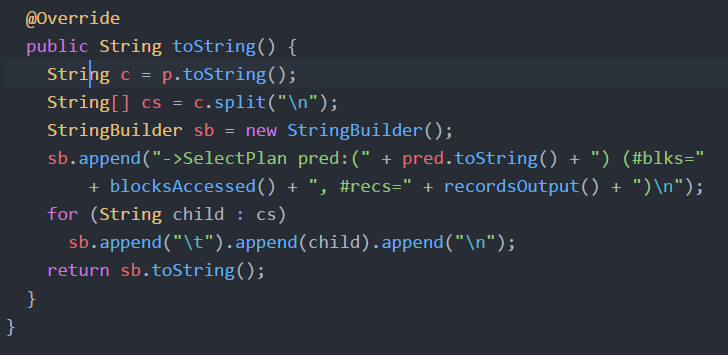 @Override
public String toString() {
String c = p.toString();
String[] cs = c.split("\n");
StringBuilder sb = new StringBuilder();
sb.append("->SelectPlan pred:(" + pred.toString() + ") (#blks="
+ blocksAccessed() + ", #recs=" + recordsOutput() + ")\n");
for (String child : cs)
sb.append("\t").append(child).append("\n");
return sb.toString();
}
}